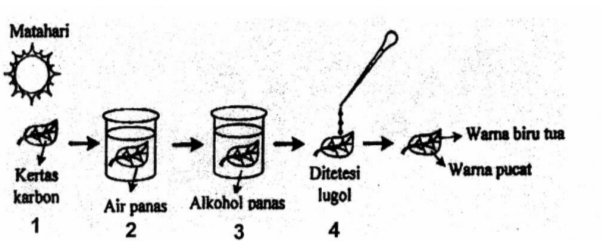 Matahari
Kertas
karbon
1
Air panas
2
Alkohol panas
3
Ditetesi
lugol
4
Warna biru tua
Warna pucat